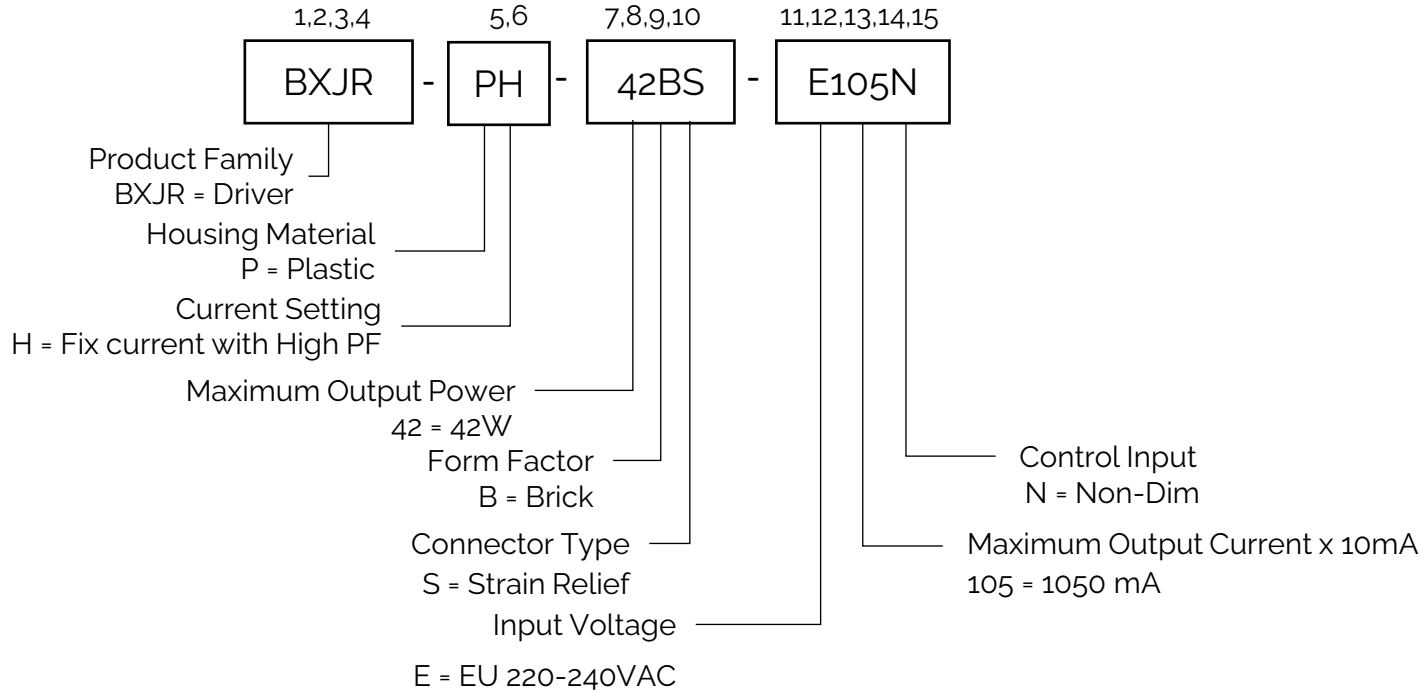 1,2,3,4 5,6 7,8,9,10 11,12,13,14,15
BXJR - PH - 42BS - E105N
Product Family
BXJR = Driver
Housing Material
P = Plastic
Current Setting
H = Fix current with High PF
Maximum Output Power
42 = 42W
Form Factor
B = Brick
Control Input
N = Non-Dim
Connector Type
S = Strain Relief
Maximum Output Current x 10mA
105 = 1050 mA
Input Voltage
E = EU 220-240VAC